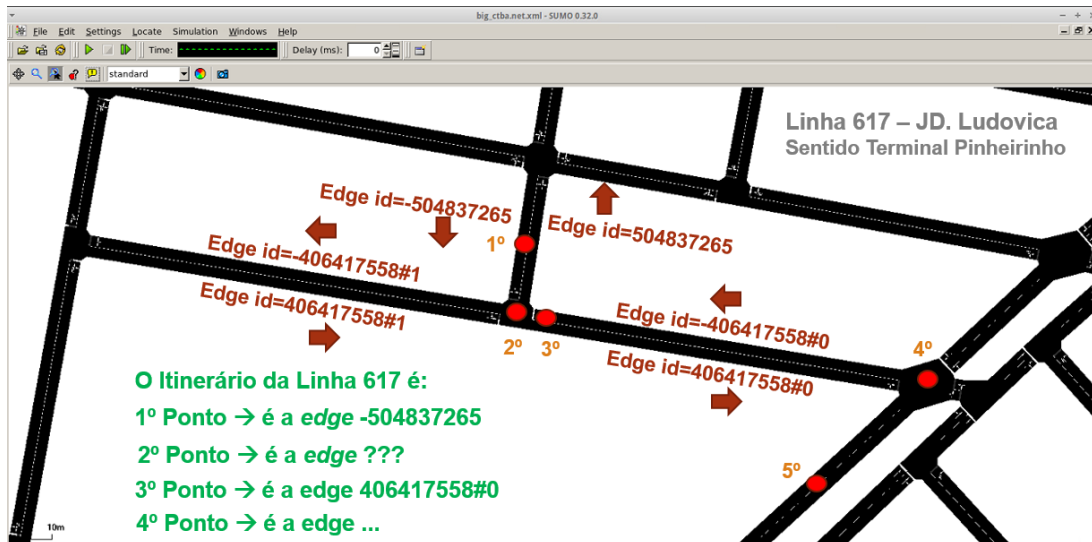 big_ctba.net.xml - SUMO 0.32.0
File Edit Settings Locate Simulation Windows Help
Time: Delay (ms): 0
standard
Linha 617 – JD. Ludovica
Sentido Terminal Pinheirinho
Edge id=-504837265
Edge id=504837265
1º
Edge id=-406417558#1
Edge id=406417558#1
Edge id=-406417558#0
2º 3º
4º
Edge id=406417558#0
O Itinerário da Linha 617 é:
1º Ponto → é a edge -504837265
2º Ponto → é a edge ???
5º
3º Ponto → é a edge 406417558#0
4º Ponto → é a edge ...
10m